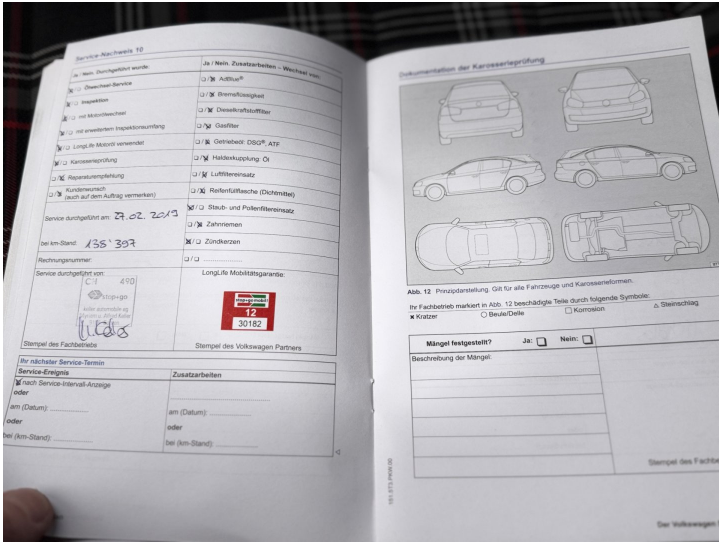 Service-Nachweis 10
Ja / Nein. Durchgeführt wurde:
Ölwechsel-Service
Inspektion
mit Motorölwechsel
mit erweitertem Inspektionsumfang
LongLife Motoröl verwendet
Karosserieprüfung
Reparaturempfehlung
Kundenwunsch
(auch auf dem Auftrag vermerken)
Service durchgeführt am: 27.02.2019
bei km-Stand: 138'397
Rechnungsnummer:
Service durchgeführt von:
490
stop+go
Stempel des Fachbetriebs
Ja / Nein. Zusatzarbeiten – Wechsel von:
AdBlue®
Bremsflüssigkeit
Dieselkraftstofffilter
Gasfilter
Getriebeöl: DSG®, ATF
Haldexkupplung: Öl
Luftfiltereinsatz
Reifenfüllflasche (Dichtmittel)
Staub- und Pollenfiltereinsatz
Zahnriemen
Zündkerzen
LongLife Mobilitätsgarantie:
stop+go mobil!
12
30182
Stempel des Volkswagen Partners
Ihr nächster Service-Termin
Service-Ereignis
nach Service-Intervall-Anzeige
oder
am (Datum):
oder
bei (km-Stand):
Zusatzarbeiten
am (Datum):
oder
bei (km-Stand):
Dokumentation der Karosserieprüfung
Abb. 12 Prinzipdarstellung. Gilt für alle Fahrzeuge und Karosserieformen.
Ihr Fachbetrieb markiert in Abb. 12 beschädigte Teile durch folgende Symbole:
× Kratzer ○ Beule/Delle □ Korrosion △ Steinschlag
Mängel festgestellt? Ja: Nein:
Beschreibung der Mängel:
Stempel des Fachbe
161.5T3.PKW.00
Der Volkswagen